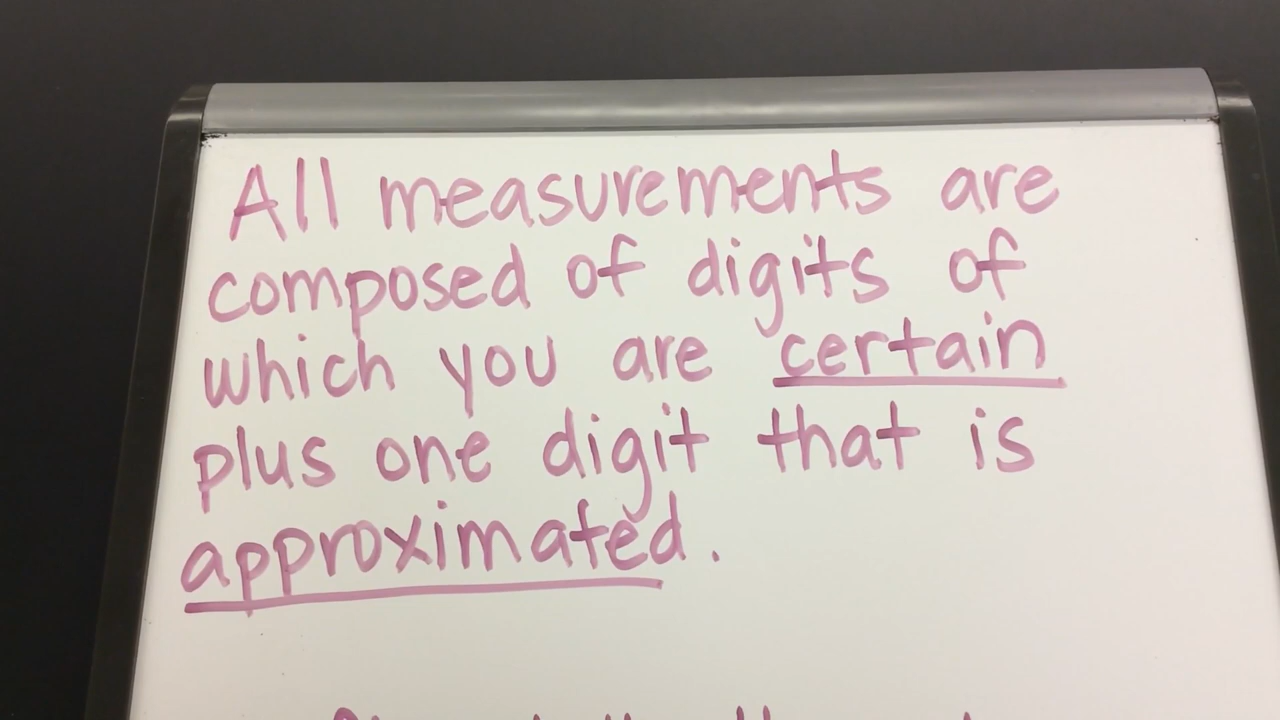 All measurements are
composed of digits of
which you are certain
plus one digit that is
approximated.